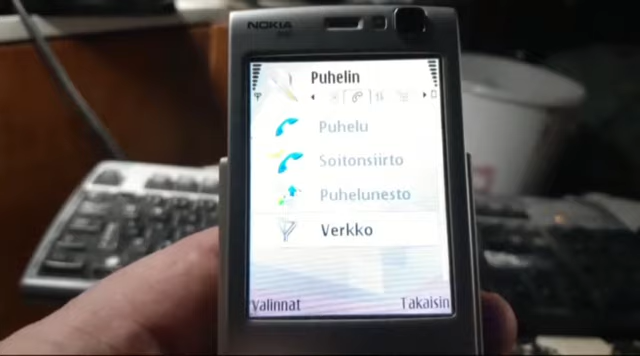 NOKIA
Puhelin
Puhelu
Soitonsiirto
Puhelunesto
Verkko
Valinnat
Takaisin